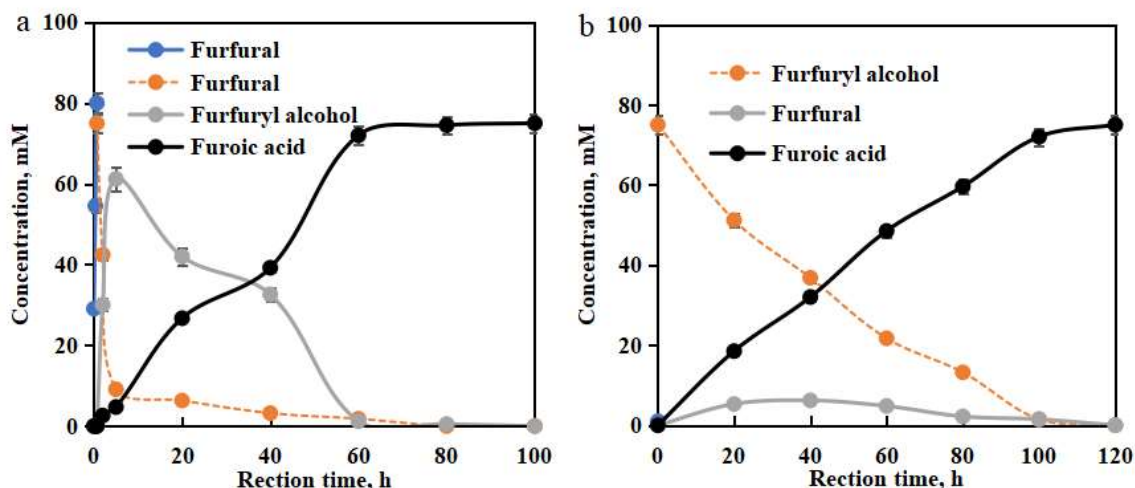 a
100
80
60
40
20
0
Concentration, mM
Furfural
Furfural
Furfuryl alcohol
Furoic acid
0 20 40 60 80 100
Rection time, h
b
100
80
60
40
20
0
Concentration, mM
Furfuryl alcohol
Furfural
Furoic acid
0 20 40 60 80 100 120
Rection time, h